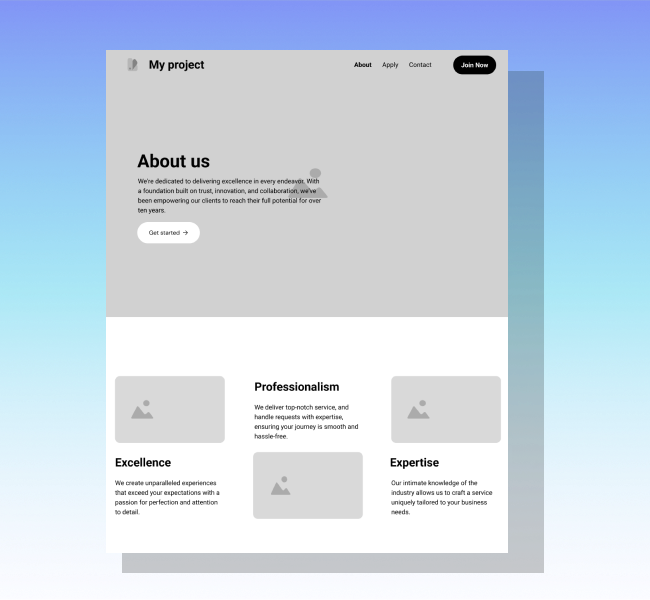 My project
About
Apply
Contact
Join Now
About us
We're dedicated to delivering excellence in every endeavor. With
a foundation built on trust, innovation, and collaboration, we've
been empowering our clients to reach their full potential for over
ten years.
Get started →
Professionalism
We deliver top-notch service, and
handle requests with expertise,
ensuring your journey is smooth and
hassle-free.
Excellence
We create unparalleled experiences
that exceed your expectations with a
passion for perfection and attention
to detail.
Expertise
Our intimate knowledge of the
industry allows us to craft a service
uniquely tailored to your business
needs.